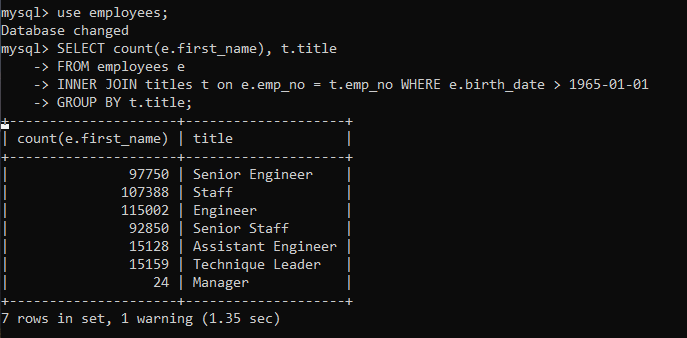 mysql> use employees;
Database changed
mysql> SELECT count(e.first_name), t.title
    -> FROM employees e
    -> INNER JOIN titles t on e.emp_no = t.emp_no WHERE e.birth_date > 1965-01-01
    -> GROUP BY t.title;
+---------------------+--------------------+
| count(e.first_name) | title              |
+---------------------+--------------------+
|               97750 | Senior Engineer    |
|              107388 | Staff              |
|              115002 | Engineer           |
|               92850 | Senior Staff       |
|               15128 | Assistant Engineer |
|               15159 | Technique Leader   |
|                  24 | Manager            |
+---------------------+--------------------+
7 rows in set, 1 warning (1.35 sec)